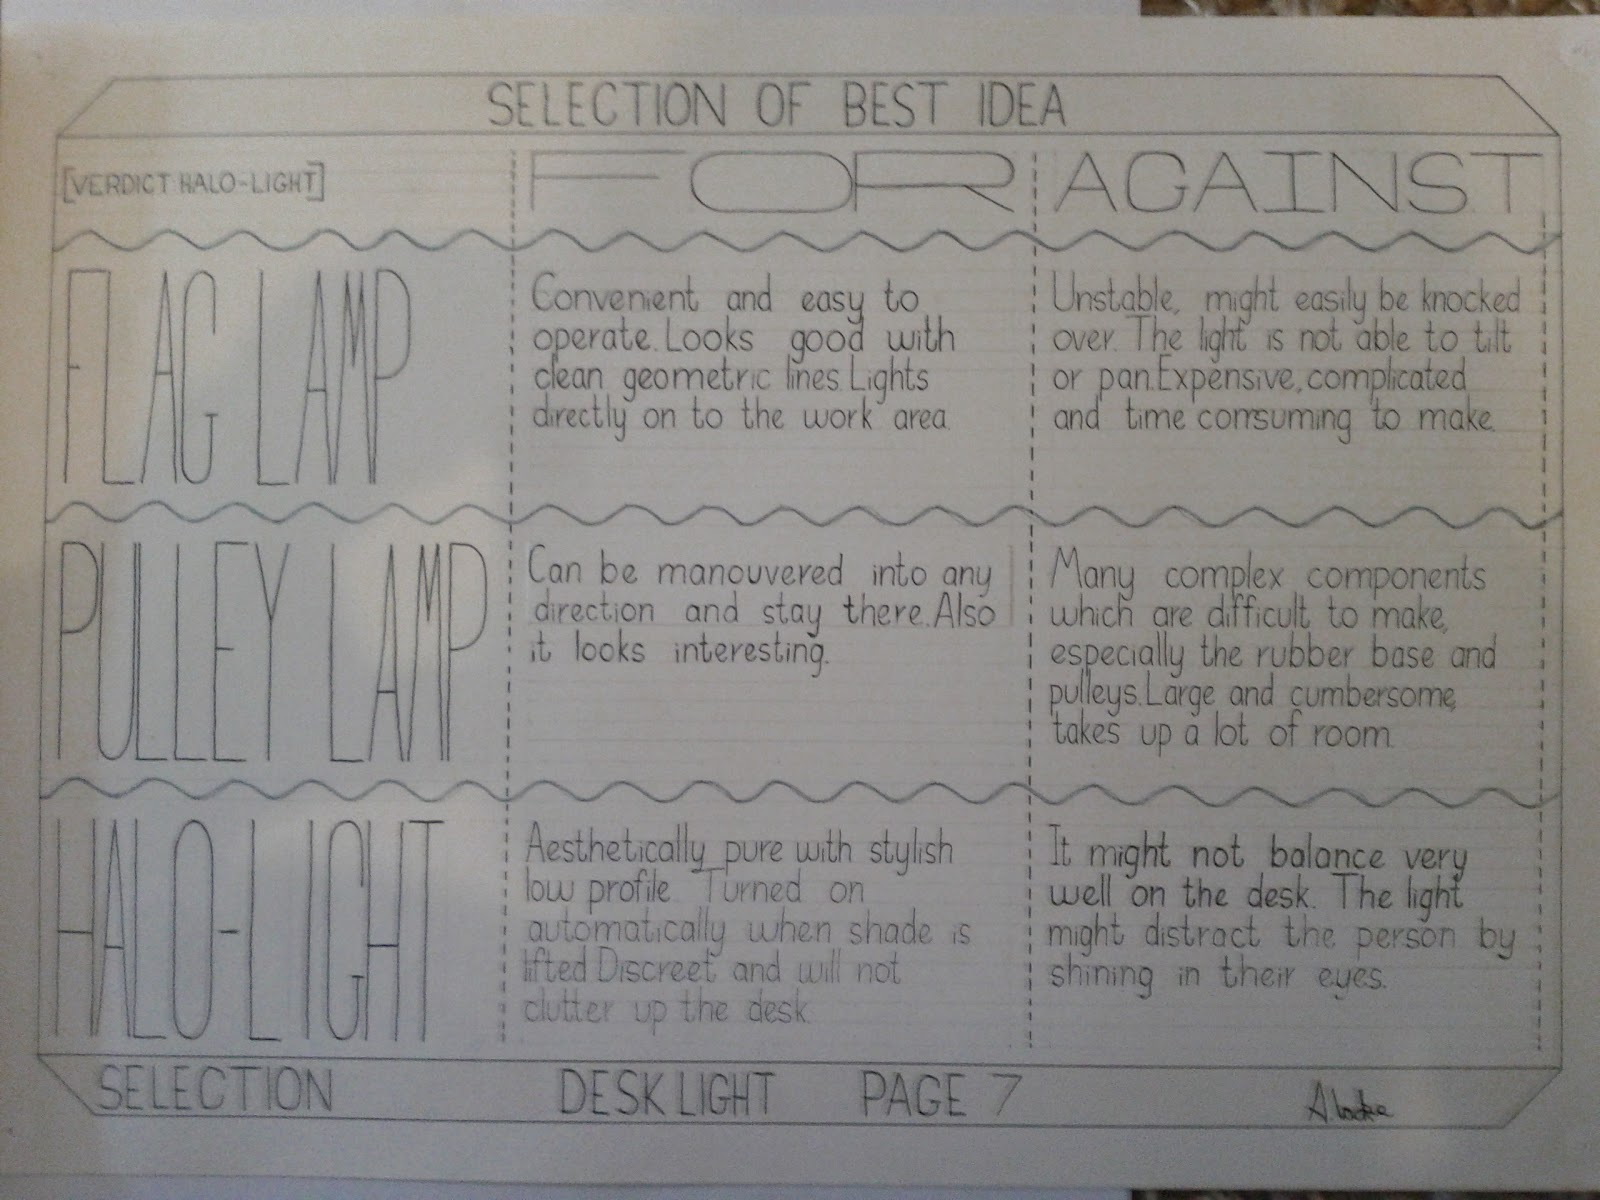 SELECTION OF BEST IDEA
[VERDICT: HALO-LIGHT]
FOR
AGAINST
FLAG LAMP
Convenient and easy to
operate. Looks good with
clean geometric lines. Lights
directly on to the work area.
Unstable, might easily be knocked
over. The light is not able to tilt
or pan. Expensive, complicated
and time comsuming to make.
PULLEY LAMP
Can be manouvered into any
direction and stay there. Also
it looks interesting.
Many complex components
which are difficult to make,
especially the rubber base and
pulleys. Large and cumbersome,
takes up a lot of room.
HALO-LIGHT
Aesthetically pure with stylish
low profile. Turned on
automatically when shade is
lifted. Discreet and will not
clutter up the desk.
It might not balance very
well on the desk. The light
might distract the person by
shining in their eyes.
SELECTION
DESK LIGHT
PAGE 7